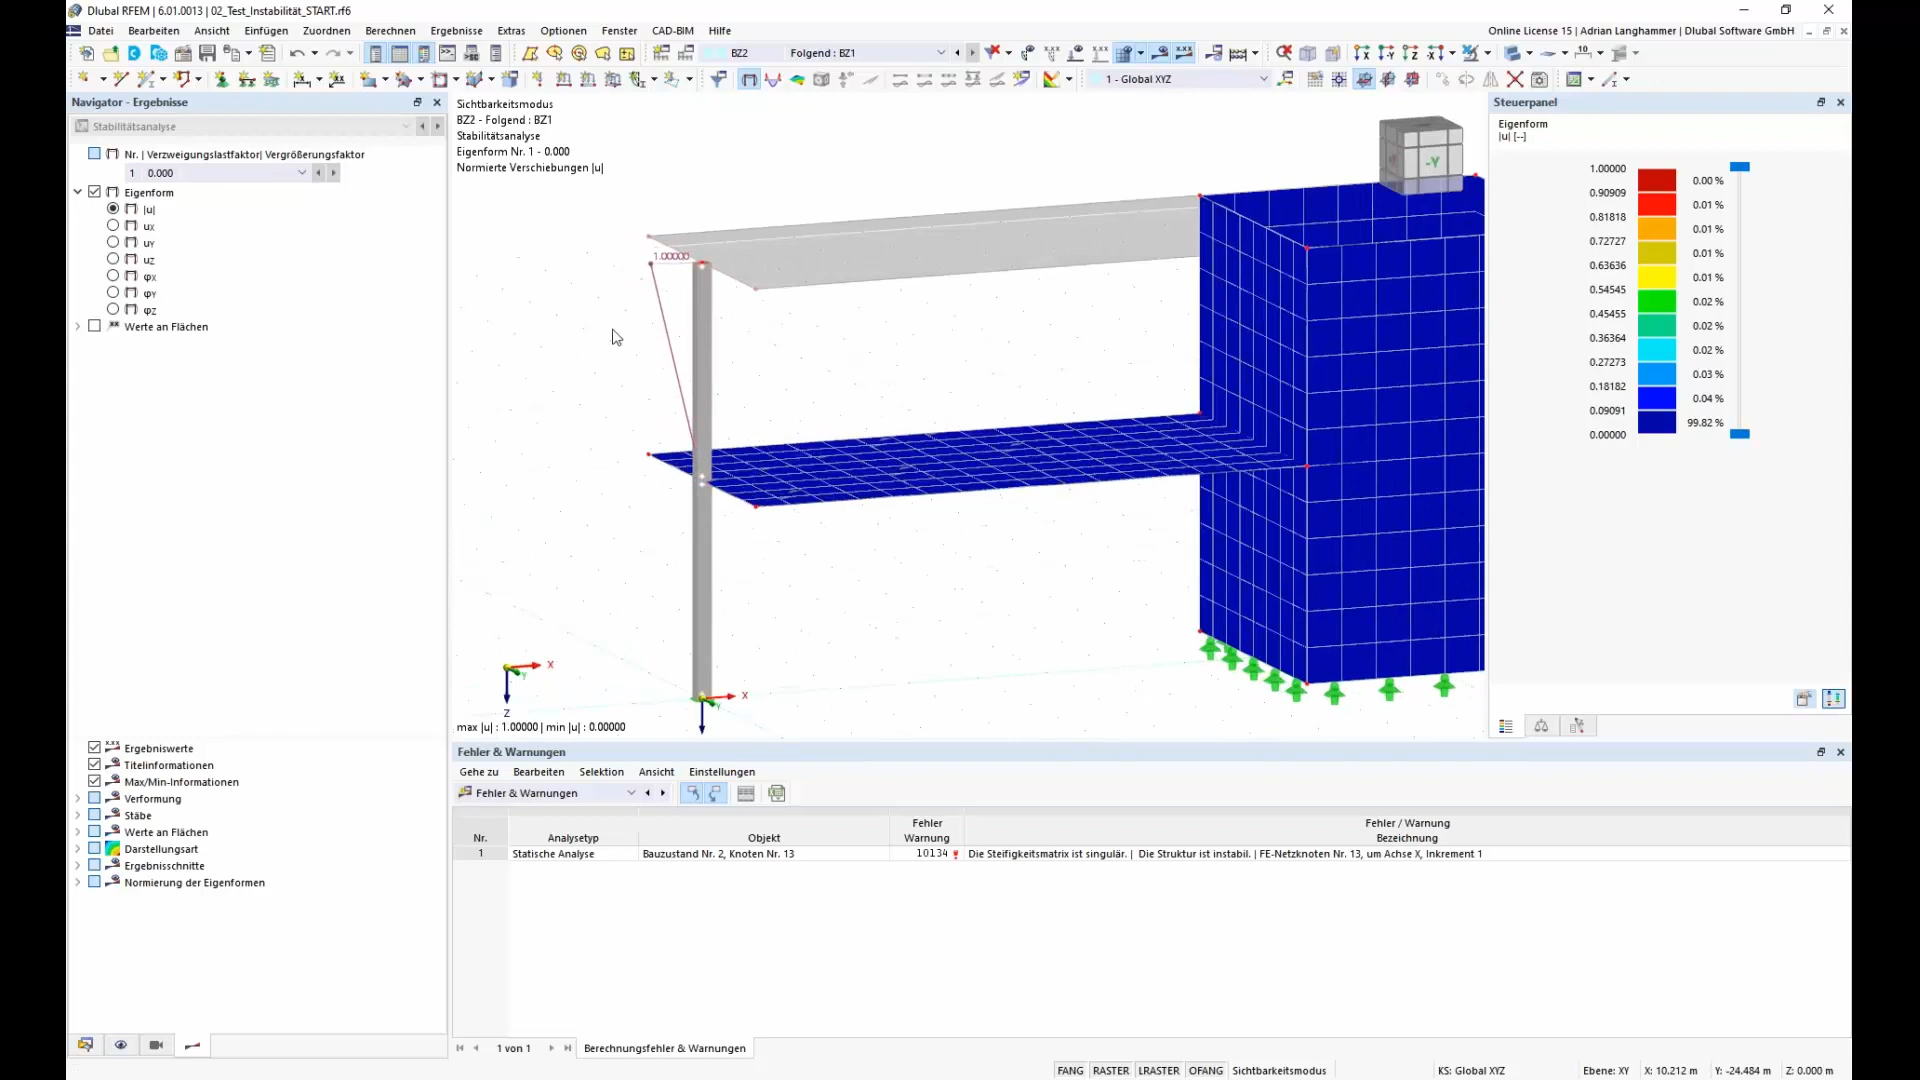 Dlubal RFEM | 6.01.0013 | 02_Test_Instabilität_START.rf6
Datei Bearbeiten Ansicht Einfügen Zuordnen Berechnen Ergebnisse Extras Optionen Fenster CAD-BIM Hilfe
Online License 15 | Adrian Langhammer | Dlubal Software GmbH
BZ2 Folgend : BZ1
1 - Global XYZ
Navigator - Ergebnisse
Stabilitätsanalyse
Nr. | Verzweigungslastfaktor| Vergrößerungsfaktor
1 0.000
Eigenform
|u|
uX
uY
uZ
φX
φY
φZ
Werte an Flächen
Ergebniswerte
Titelinformationen
Max/Min-Informationen
Verformung
Stäbe
Werte an Flächen
Darstellungsart
Ergebnisschnitte
Normierung der Eigenformen
Sichtbarkeitsmodus
BZ2 - Folgend : BZ1
Stabilitätsanalyse
Eigenform Nr. 1 - 0.000
Normierte Verschiebungen |u|
-Y
1.00000
X
Y
Z
X
Y
max |u| : 1.00000 | min |u| : 0.00000
Steuerpanel
Eigenform
|u| [--]
1.00000
0.90909
0.81818
0.72727
0.63636
0.54545
0.45455
0.36364
0.27273
0.18182
0.09091
0.00000
0.00 %
0.01 %
0.01 %
0.01 %
0.01 %
0.02 %
0.02 %
0.02 %
0.03 %
0.04 %
99.82 %
Fehler & Warnungen
Gehe zu Bearbeiten Selektion Ansicht Einstellungen
Fehler & Warnungen
Nr. Analysetyp Objekt Fehler Warnung Fehler / Warnung Bezeichnung
1 Statische Analyse Bauzustand Nr. 2, Knoten Nr. 13 10134 Die Steifigkeitsmatrix ist singulär. | Die Struktur ist instabil. | FE-Netzknoten Nr. 13, um Achse X, Inkrement 1
1 von 1 Berechnungsfehler & Warnungen
FANG RASTER LRASTER OFANG Sichtbarkeitsmodus KS: Global XYZ Ebene: XY X: 10.212 m Y: -24.484 m Z: 0.000 m